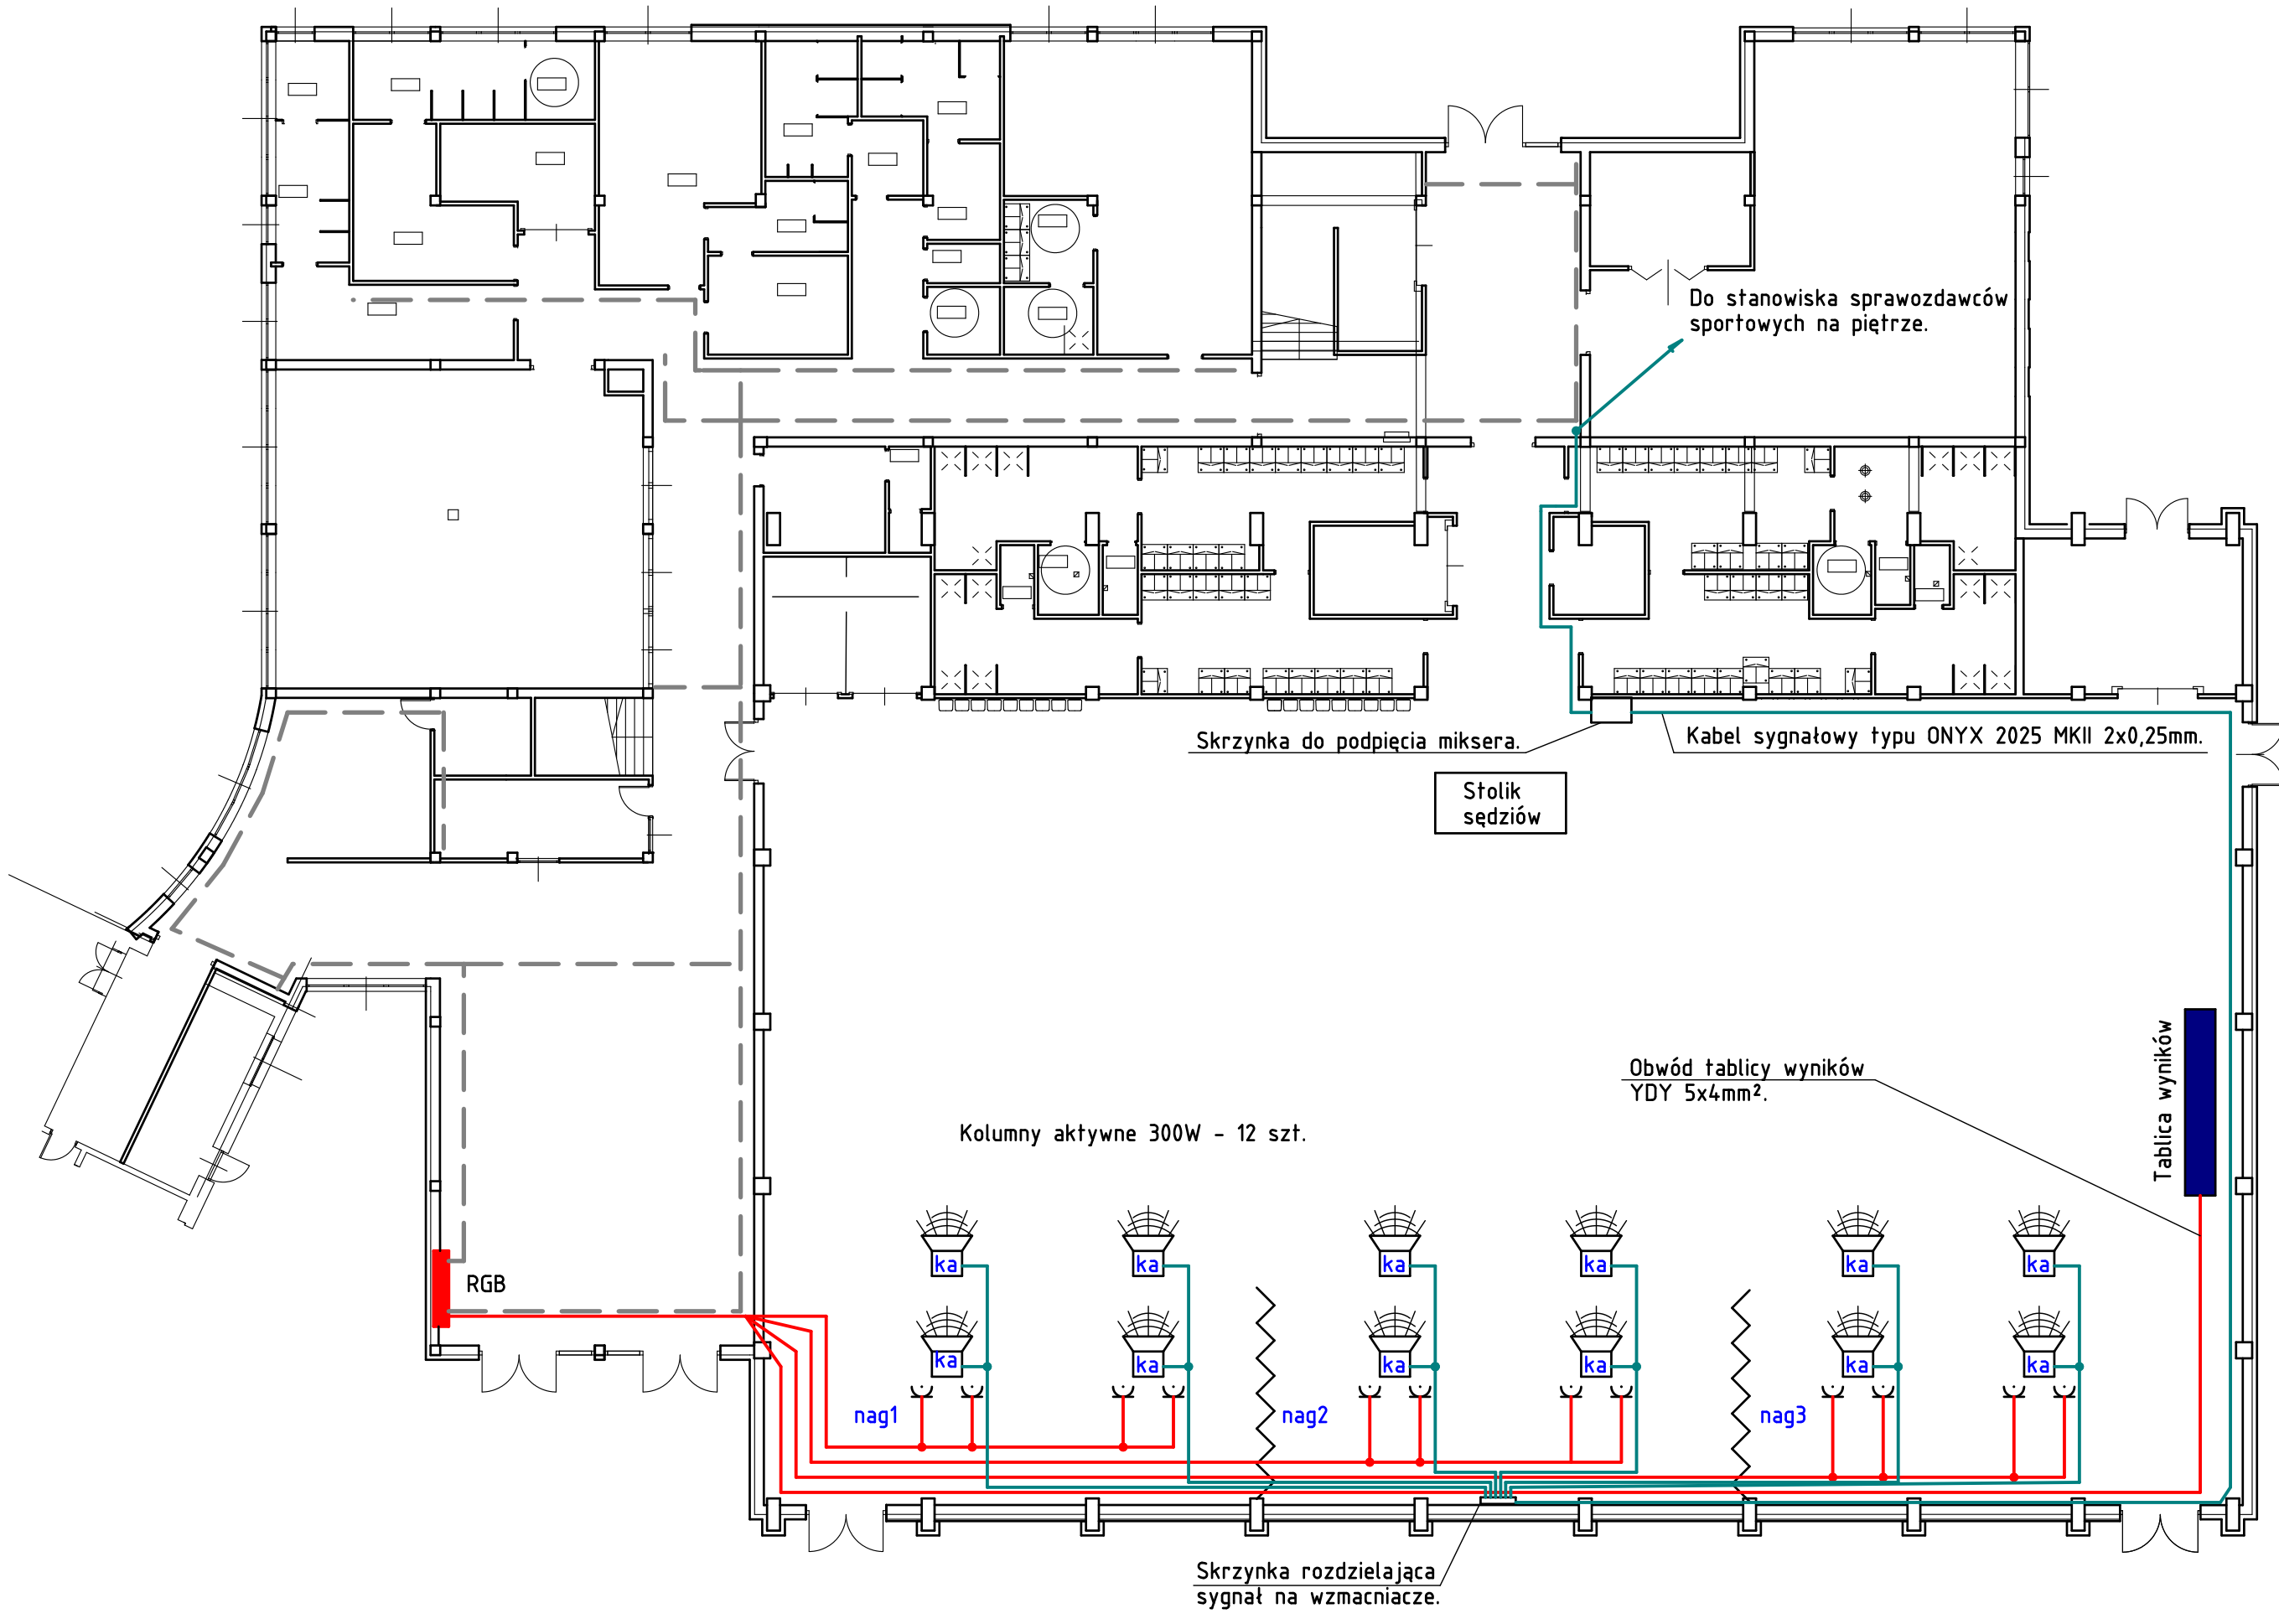 Do stanowiska sprawozdawców
sportowych na piętrze.
Skrzynka do podpięcia miksera.
Kabel sygnałowy typu ONYX 2025 MKII 2x0,25mm.
Stolik
sędziów
Tablica wyników
Obwód tablicy wyników
YDY 5x4mm².
Kolumny aktywne 300W - 12 szt.
ka
ka
ka
ka
ka
ka
RGB
ka
ka
ka
ka
ka
ka
nag1
nag2
nag3
Skrzynka rozdzielająca
sygnał na wzmacniacze.